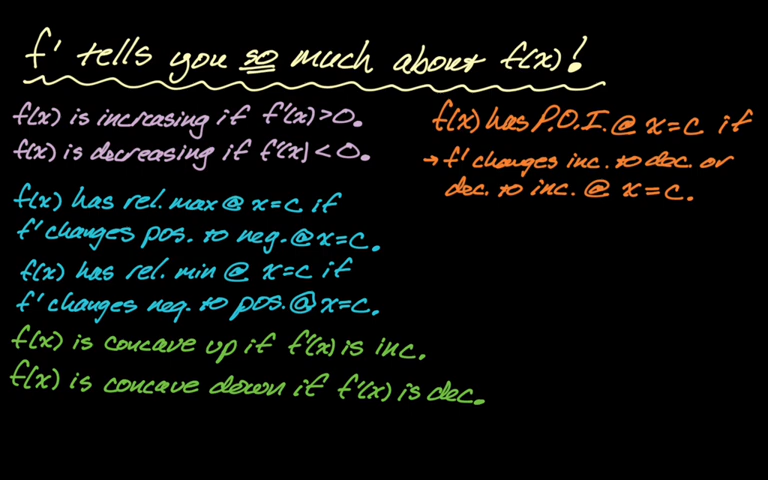 f' tells you so much about f(x)!
f(x) is increasing if f'(x) > 0.
f(x) is decreasing if f'(x) < 0.
f(x) has rel. max @ x=c if
f' changes pos. to neg. @ x=c.
f(x) has rel. min @ x=c if
f' changes neg. to pos. @ x=c.
f(x) is concave up if f'(x) is inc.
f(x) is concave down if f'(x) is dec.
f(x) has P.O.I. @ x=c if
→ f' changes inc. to dec. or
dec. to inc. @ x=c.